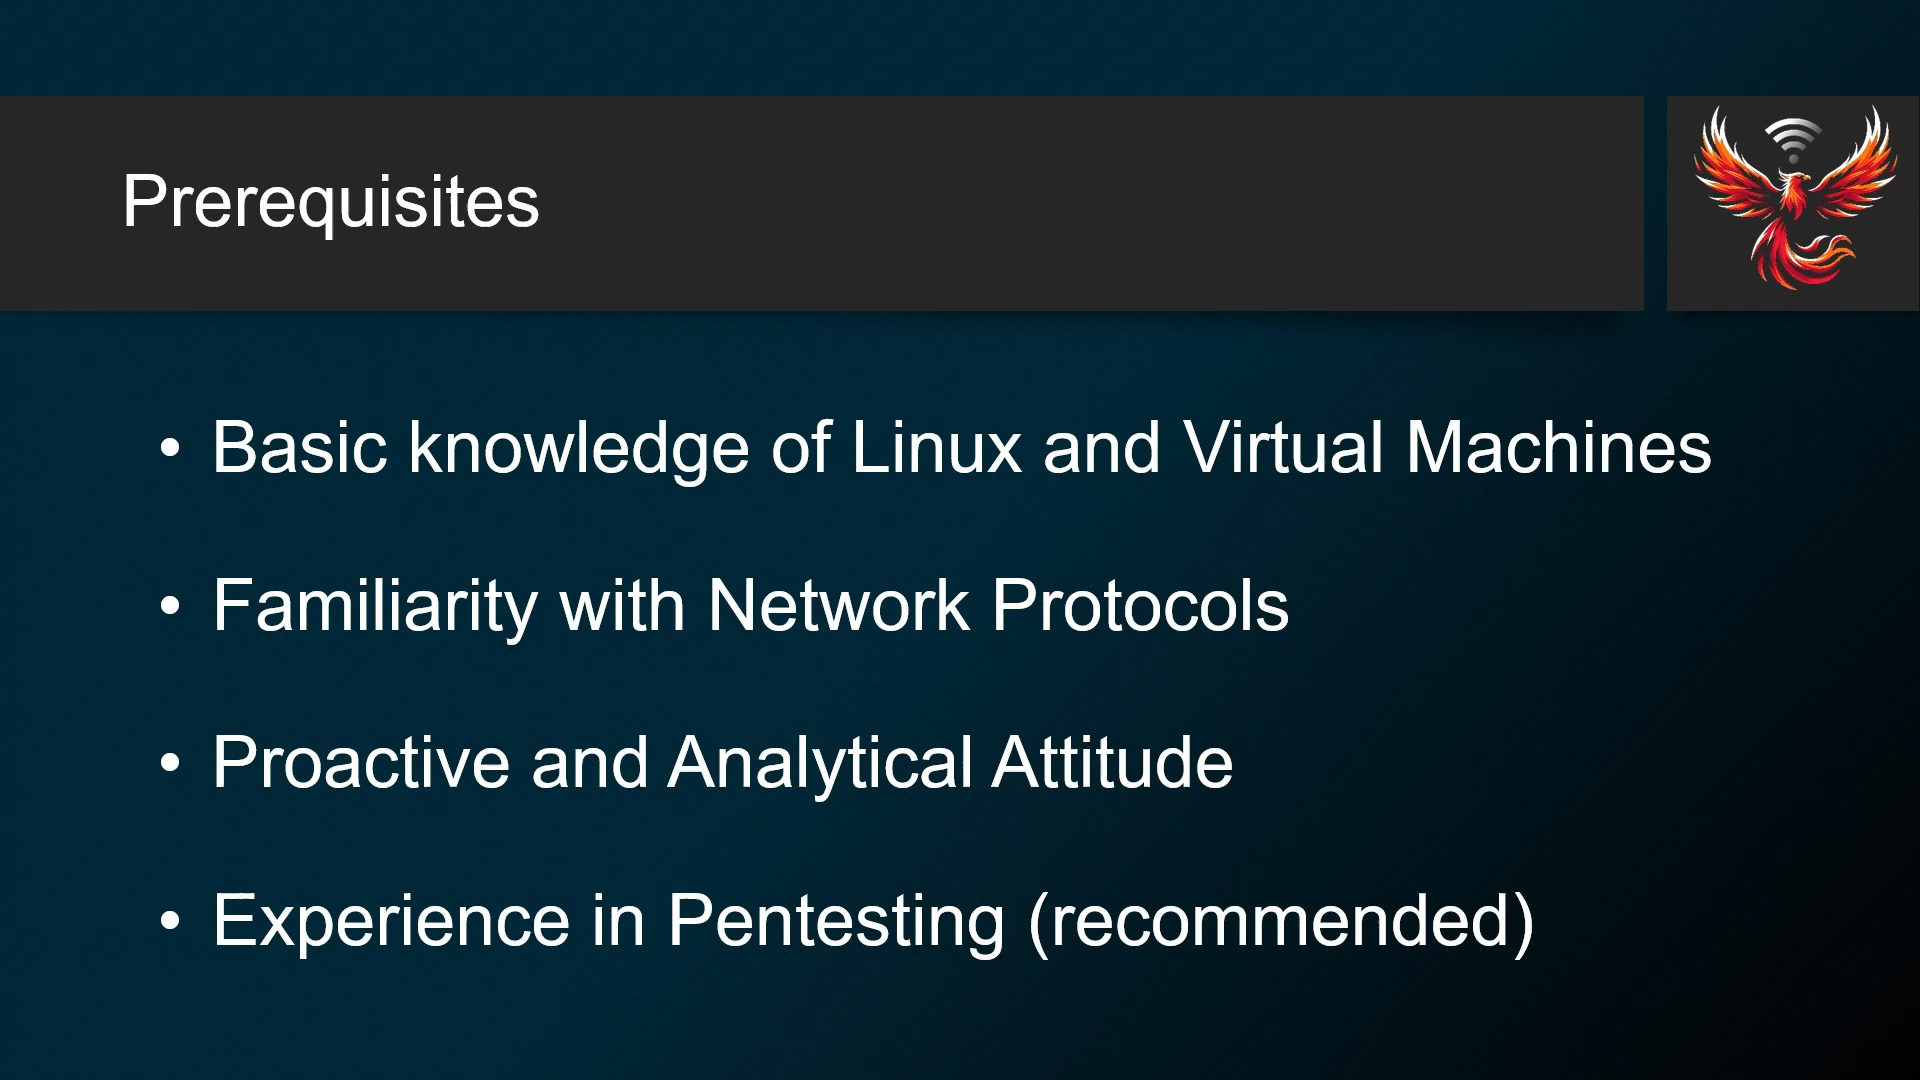 Prerequisites
• Basic knowledge of Linux and Virtual Machines
• Familiarity with Network Protocols
• Proactive and Analytical Attitude
• Experience in Pentesting (recommended)